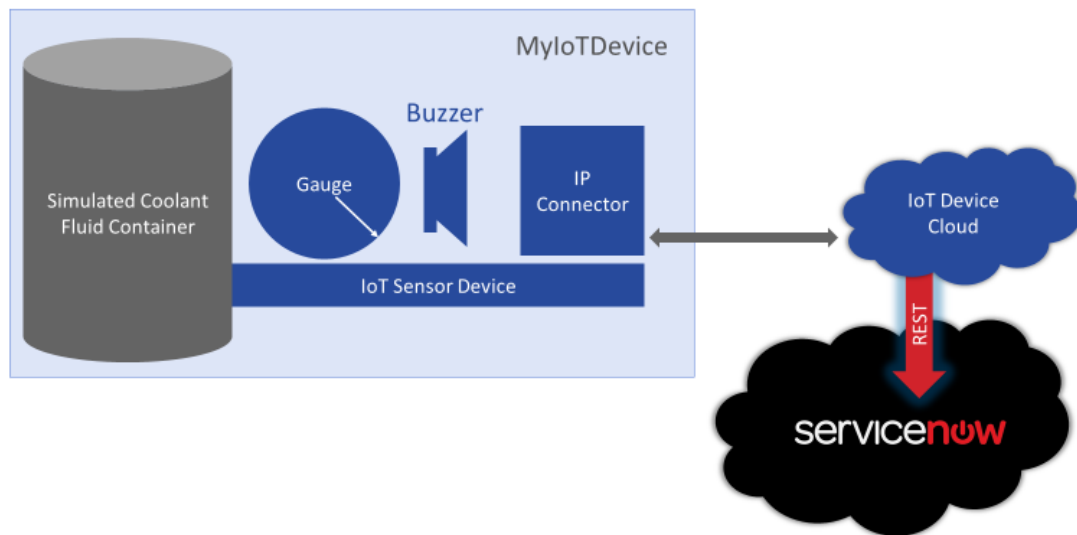 MyIoTDevice
Buzzer
Gauge
IP
Connector
Simulated Coolant
Fluid Container
IoT Sensor Device
IoT Device
Cloud
REST
servicenow